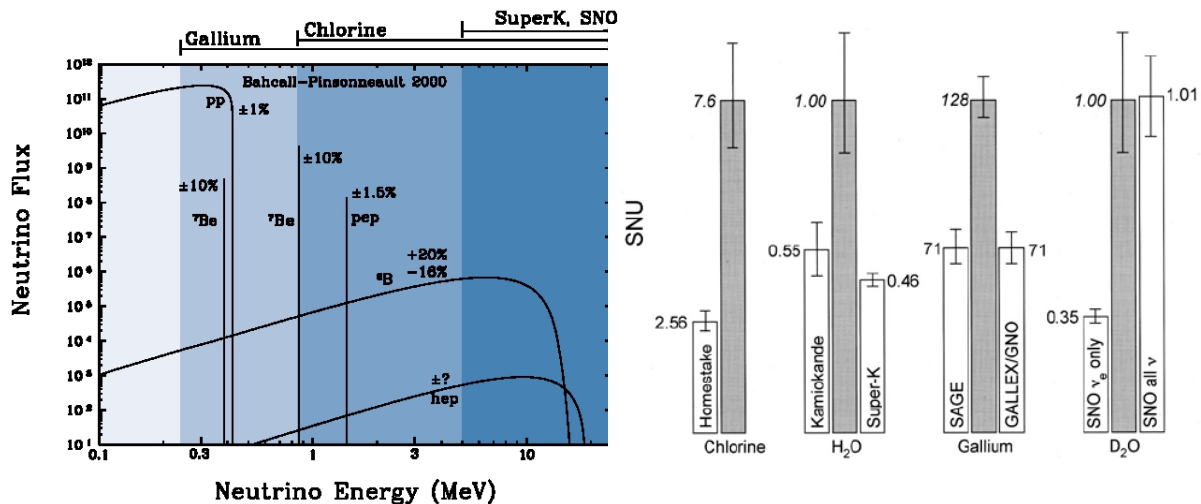 SuperK, SNO
Chlorine
Gallium
Bahcall-Pinsonneault 2000
Neutrino Flux
10¹²
10¹¹
10¹⁰
10⁹
10⁸
10⁷
10⁶
10⁵
10⁴
10³
10²
10¹
pp
±1%
±10%
⁷Be
±10%
⁷Be
±1.5%
pep
+20%
-16%
⁸B
±?
hep
0.1
0.3
1
3
10
Neutrino Energy (MeV)
SNU
7.6
2.56
Homestake
Chlorine
1.00
0.55
0.46
Kamiokande
Super-K
H₂O
128
71
71
SAGE
GALLEX/GNO
Gallium
1.00
1.01
0.35
SNO νₑ only
SNO all ν
D₂O